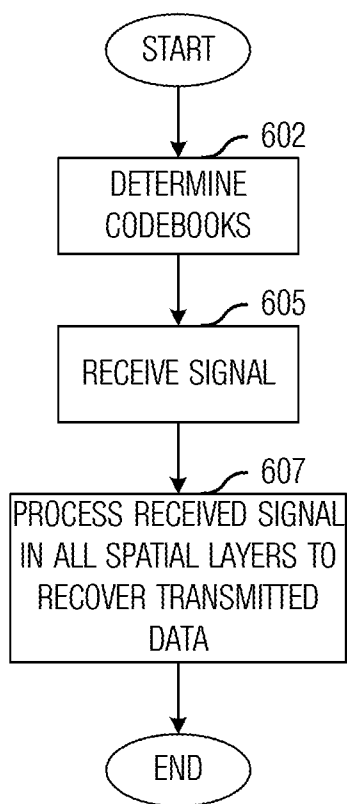 START
602
DETERMINE
CODEBOOKS
605
RECEIVE SIGNAL
607
PROCESS RECEIVED SIGNAL
IN ALL SPATIAL LAYERS TO
RECOVER TRANSMITTED
DATA
END